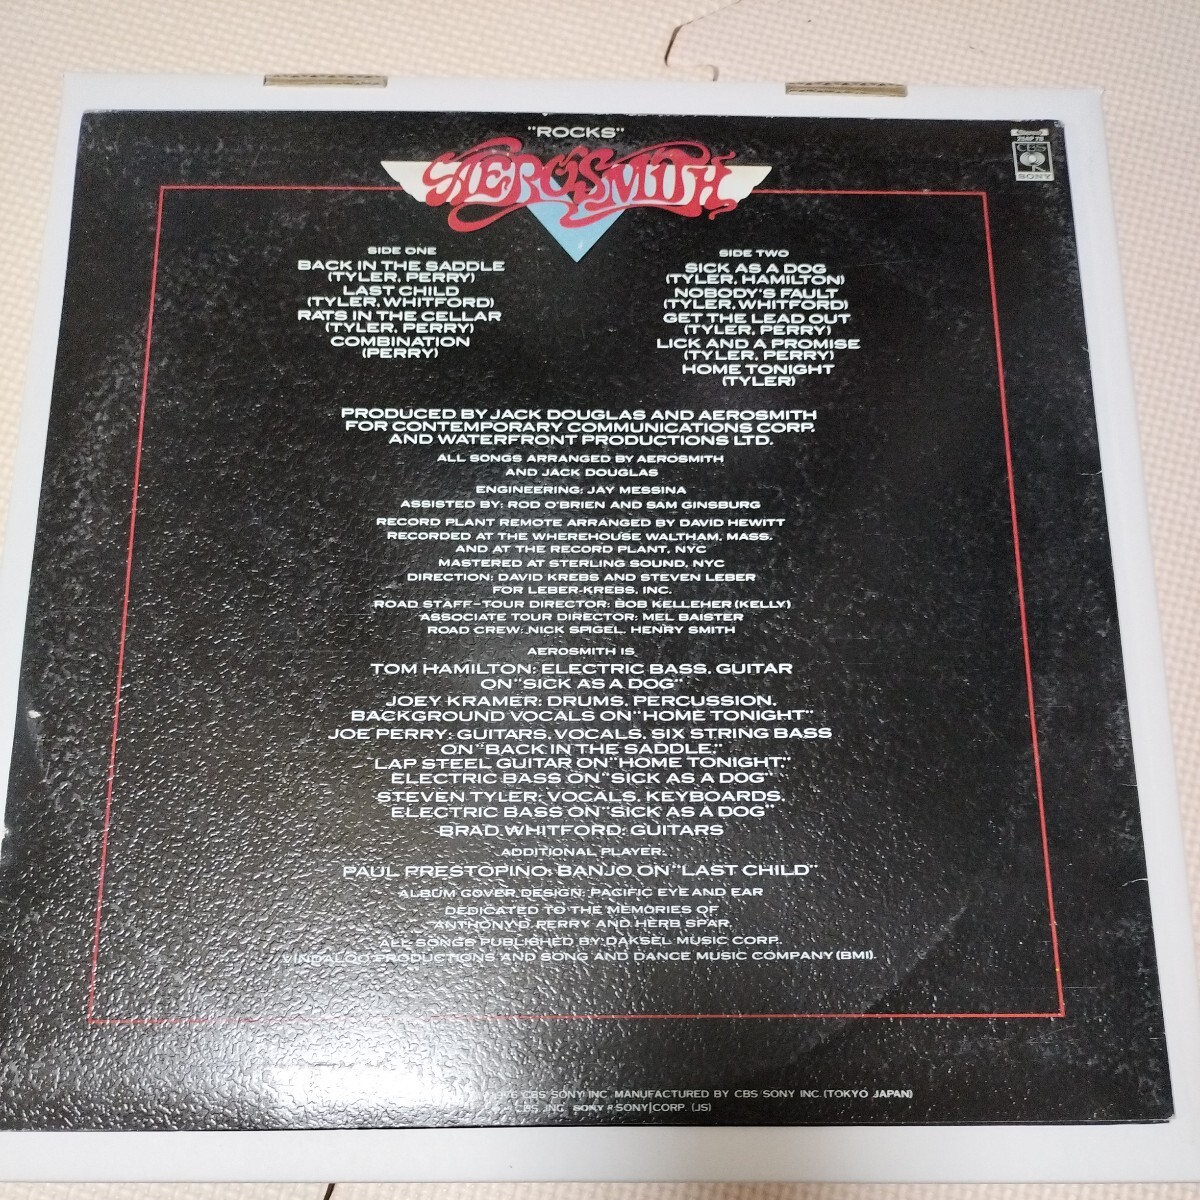 "ROCKS"
AEROSMITH
Stereo
CBS
SONY
SIDE ONE
BACK IN THE SADDLE
(TYLER, PERRY)
LAST CHILD
(TYLER, WHITFORD)
RATS IN THE CELLAR
(TYLER, PERRY)
COMBINATION
(PERRY)
SIDE TWO
SICK AS A DOG
(TYLER, HAMILTON)
NOBODY'S FAULT
(TYLER, WHITFORD)
GET THE LEAD OUT
(TYLER, PERRY)
LICK AND A PROMISE
(TYLER, PERRY)
HOME TONIGHT
(TYLER)
PRODUCED BY JACK DOUGLAS AND AEROSMITH
FOR CONTEMPORARY COMMUNICATIONS CORP.
AND WATERFRONT PRODUCTIONS LTD.
ALL SONGS ARRANGED BY AEROSMITH
AND JACK DOUGLAS
ENGINEERING: JAY MESSINA
ASSISTED BY: ROD O'BRIEN AND SAM GINSBURG
RECORD PLANT REMOTE ARRANGED BY DAVID HEWITT
RECORDED AT THE WHEREHOUSE WALTHAM, MASS.
AND AT THE RECORD PLANT, NYC
MASTERED AT STERLING SOUND, NYC
DIRECTION: DAVID KREBS AND STEVEN LEBER
FOR LEBER-KREBS, INC.
ROAD STAFF-TOUR DIRECTOR: BOB KELLEHER (KELLY)
ASSOCIATE TOUR DIRECTOR: MEL BAISTER
ROAD CREW: NICK SPIGEL, HENRY SMITH
AEROSMITH IS
TOM HAMILTON: ELECTRIC BASS, GUITAR
ON "SICK AS A DOG"
JOEY KRAMER: DRUMS, PERCUSSION,
BACKGROUND VOCALS ON "HOME TONIGHT"
JOE PERRY: GUITARS, VOCALS, SIX STRING BASS
ON "BACK IN THE SADDLE,"
LAP STEEL GUITAR ON "HOME TONIGHT,"
ELECTRIC BASS ON "SICK AS A DOG"
STEVEN TYLER: VOCALS, KEYBOARDS,
ELECTRIC BASS ON "SICK AS A DOG"
BRAD WHITFORD: GUITARS
ADDITIONAL PLAYER:
PAUL PRESTOPINO: BANJO ON "LAST CHILD"
ALBUM COVER DESIGN: PACIFIC EYE AND EAR
DEDICATED TO THE MEMORIES OF
ANTHONY D. PERRY AND HERB SPAR.
ALL SONGS PUBLISHED BY DAKSEL MUSIC CORP.,
VINDALOO PRODUCTIONS AND SONG AND DANCE MUSIC COMPANY (BMI).
CBS/SONY INC. MANUFACTURED BY CBS/SONY INC. (TOKYO JAPAN)
CBS, INC. SONY SONY CORP. (JS)